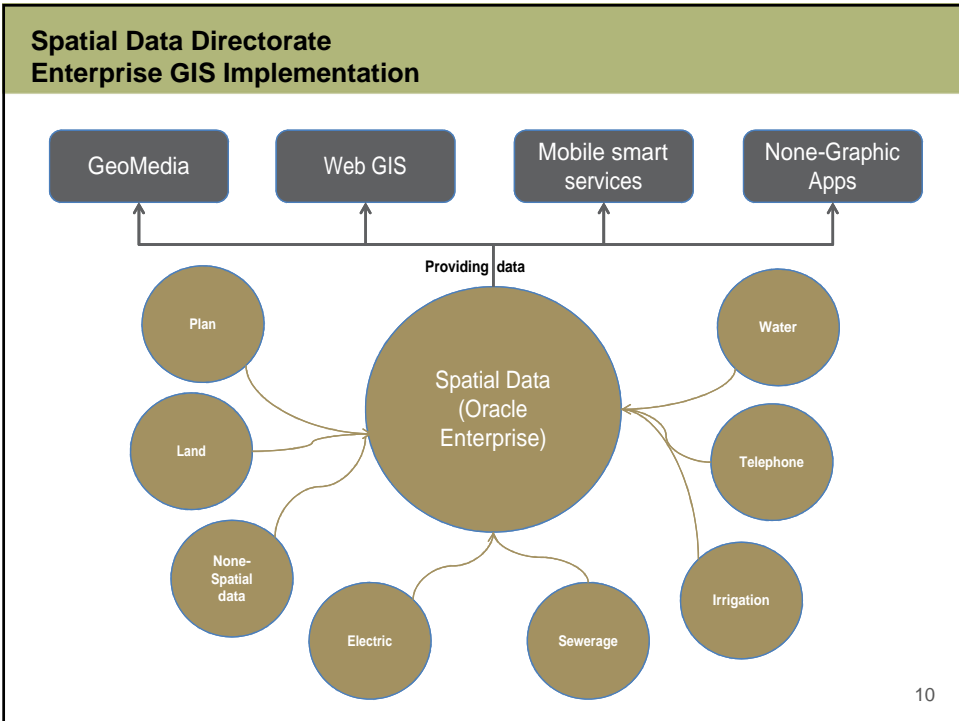 Spatial Data Directorate
Enterprise GIS Implementation
GeoMedia
Web GIS
Mobile smart
services
None-Graphic
Apps
Providing data
Plan
Water
Spatial Data
(Oracle
Enterprise)
Land
Telephone
None-
Spatial
data
Irrigation
Electric
Sewerage
10